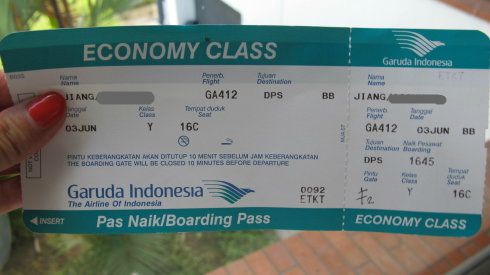 ECONOMY CLASS
Nama
Name
Penerb.
Flight
Tujuan
Destination
JIANG
GA412
DPS
BB
Tanggal
Date
Kelas
Class
Tempat duduk
Seat
03JUN
Y
16C
PINTU KEBERANGKATAN AKAN DITUTUP 10 MENIT SEBELUM JAM KEBERANGKATAN
THE BOARDING GATE WILL BE CLOSED 10 MINUTES BEFORE DEPARTURE
Garuda Indonesia
The Airline Of Indonesia
0092
ETKT
INSERT
Pas Naik/Boarding Pass
Garuda Indonesia
Nama
Name
ETKT
JIANG
Penerb.
Flight
Tanggal
Date
GA412
03JUN
BB
Tujuan
Destination
Naik Pesawat
Boarding
DPS
1645
Pintu
Gate
Kelas
Class
Tempat duduk
Seat
F2
Y
16C
ECONOMY CLASS